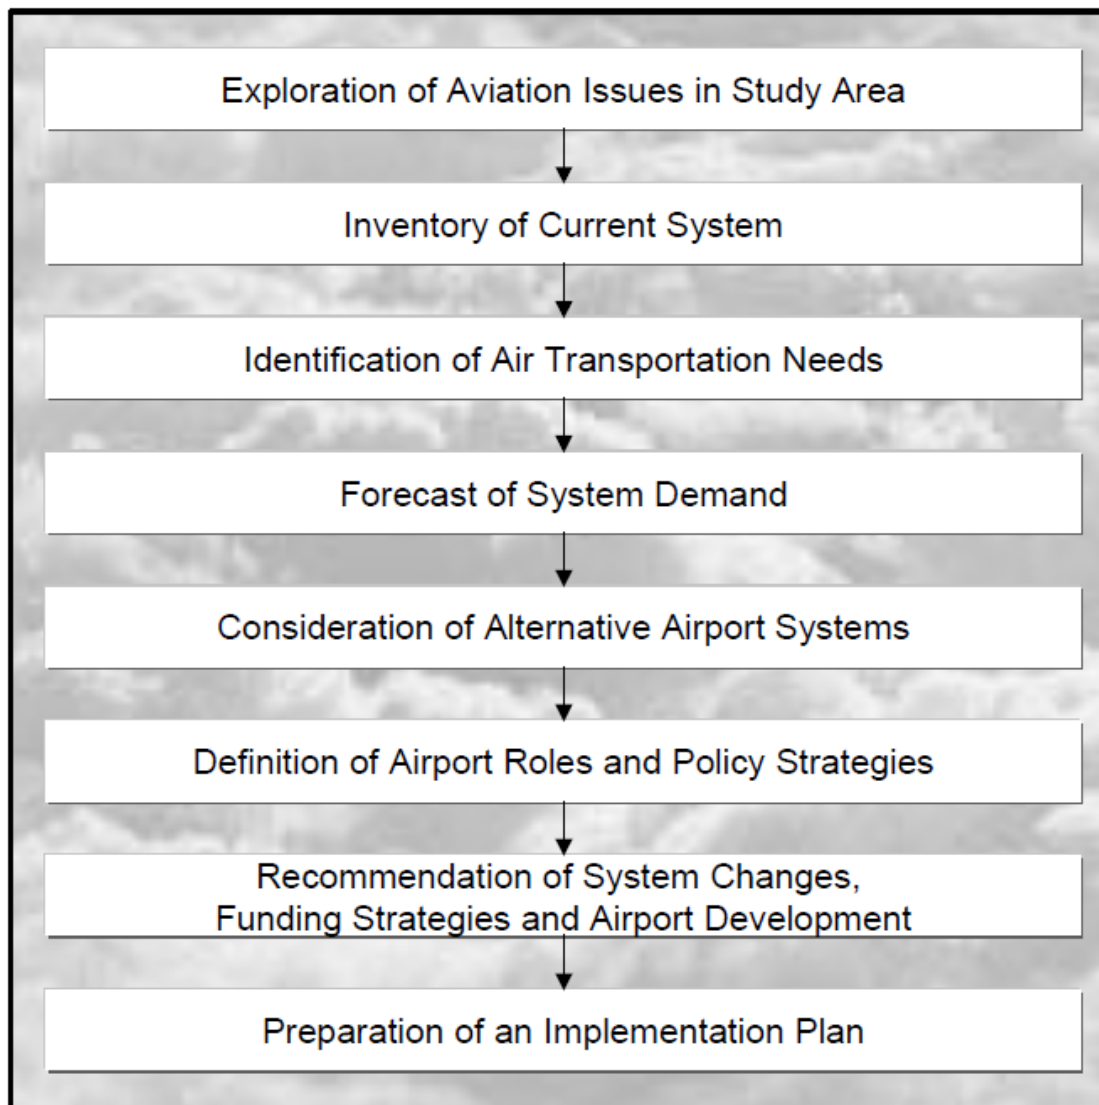 Exploration of Aviation Issues in Study Area
Inventory of Current System
Identification of Air Transportation Needs
Forecast of System Demand
Consideration of Alternative Airport Systems
Definition of Airport Roles and Policy Strategies
Recommendation of System Changes,
Funding Strategies and Airport Development
Preparation of an Implementation Plan